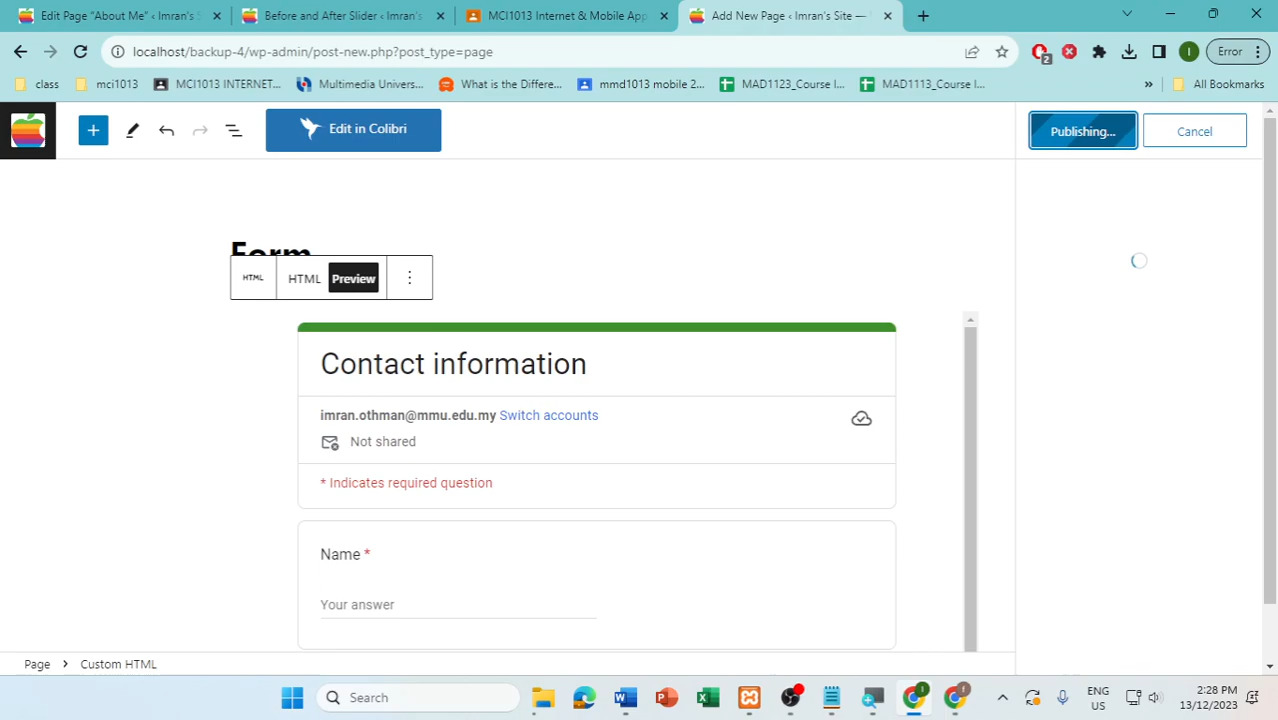 Edit Page "About Me" ‹ Imran's S
Before and After Slider ‹ Imran's
MCI1013 Internet & Mobile App
Add New Page ‹ Imran's Site —
localhost/backup-4/wp-admin/post-new.php?post_type=page
2
I
Error
class
mci1013
MCI1013 INTERNET...
Multimedia Univers...
What is the Differe...
mmd1013 mobile 2...
MAD1123_Course I...
MAD1113_Course I...
»
All Bookmarks
Edit in Colibri
Publishing...
Cancel
Form
HTML
HTML
Preview
Contact information
imran.othman@mmu.edu.my Switch accounts
Not shared
* Indicates required question
Name *
Your answer
Page
Custom HTML
Search
ENG
US
2:28 PM
13/12/2023